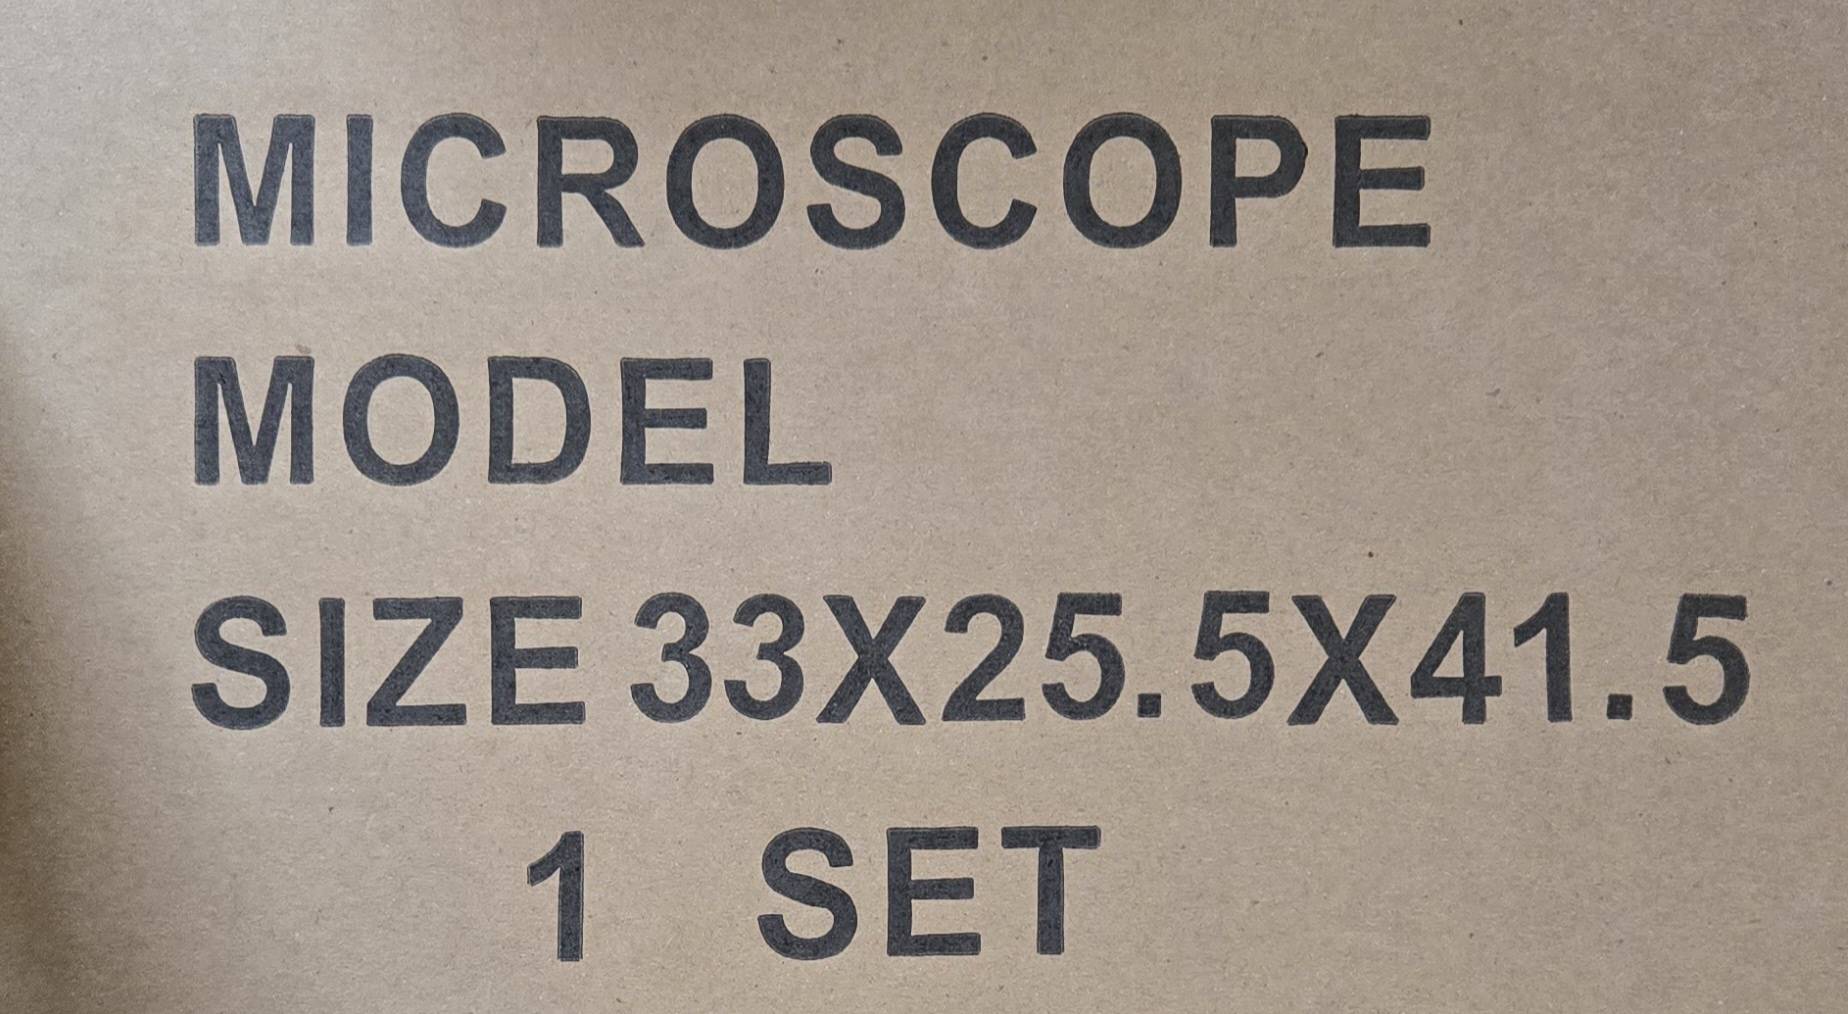 MICROSCOPE
MODEL
SIZE 33X25.5X41.5
1 SET